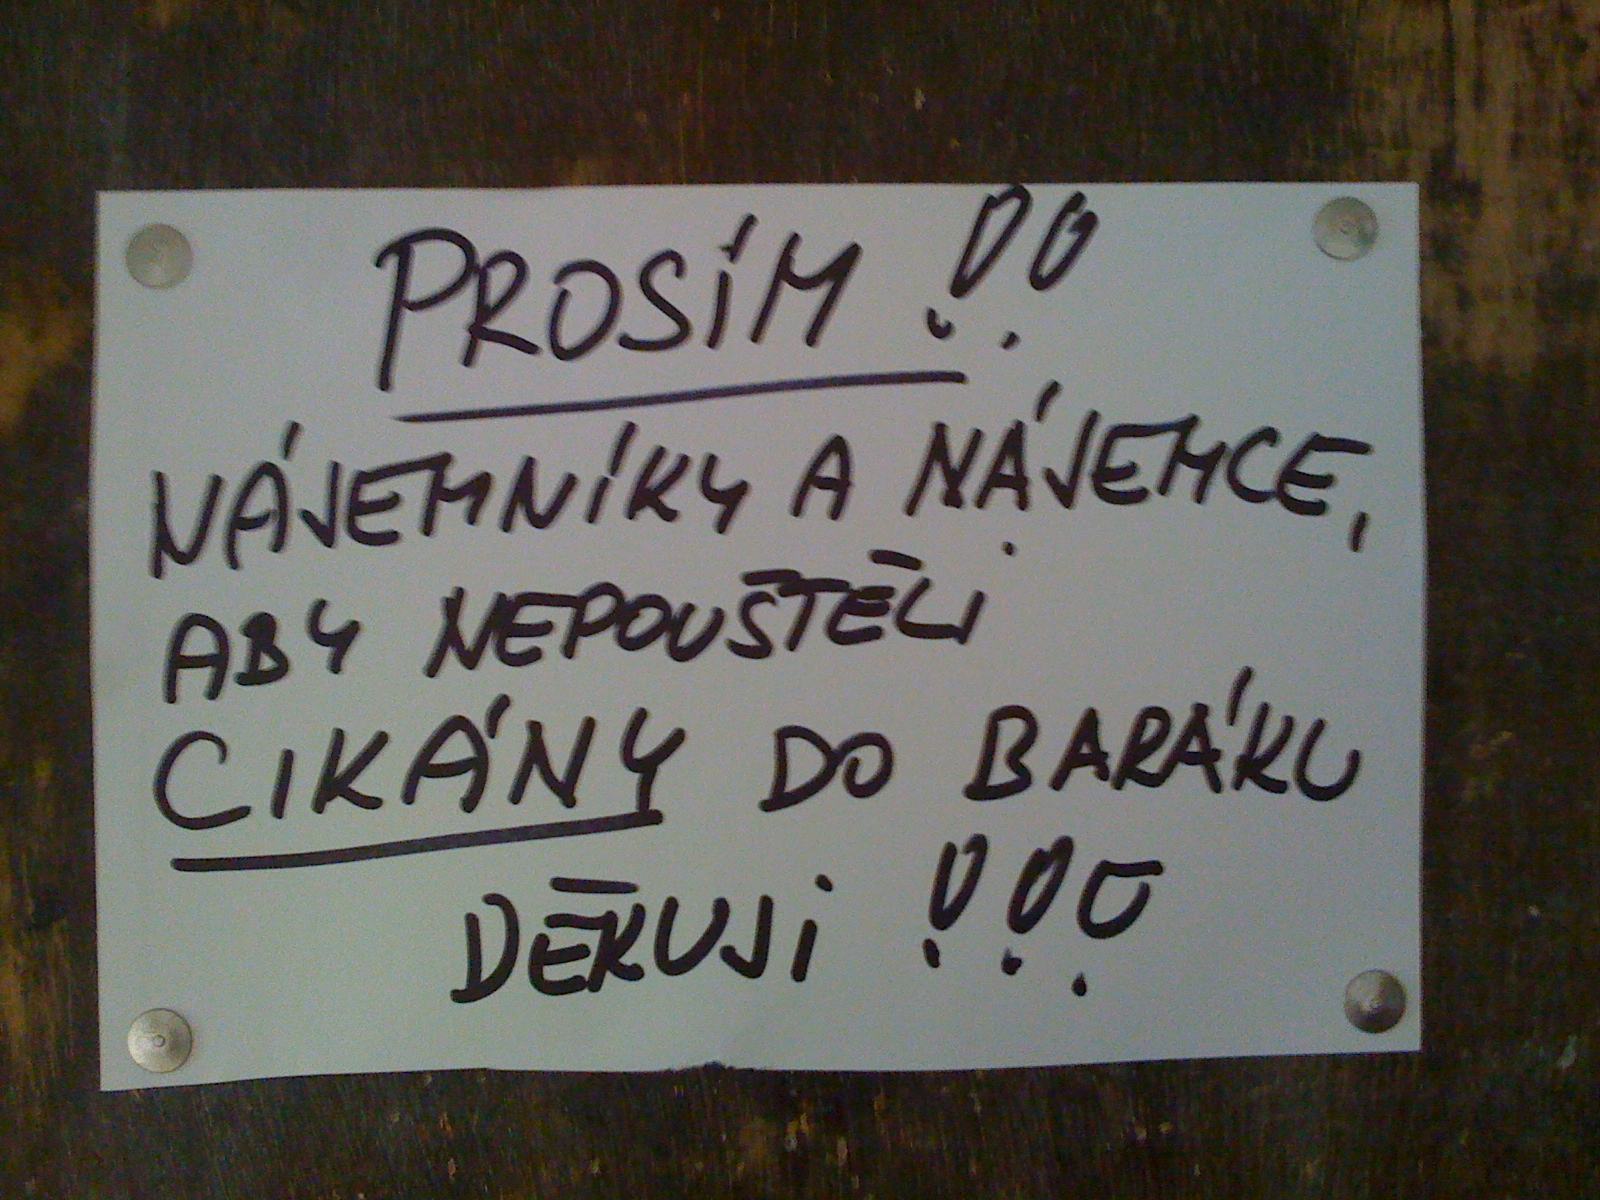 PROSÍM !!
NÁJEMNÍKY A NÁJEMCE,
ABY NEPOUŠTĚLI
CIKÁNY DO BARÁKU
DĚKUJI !!!